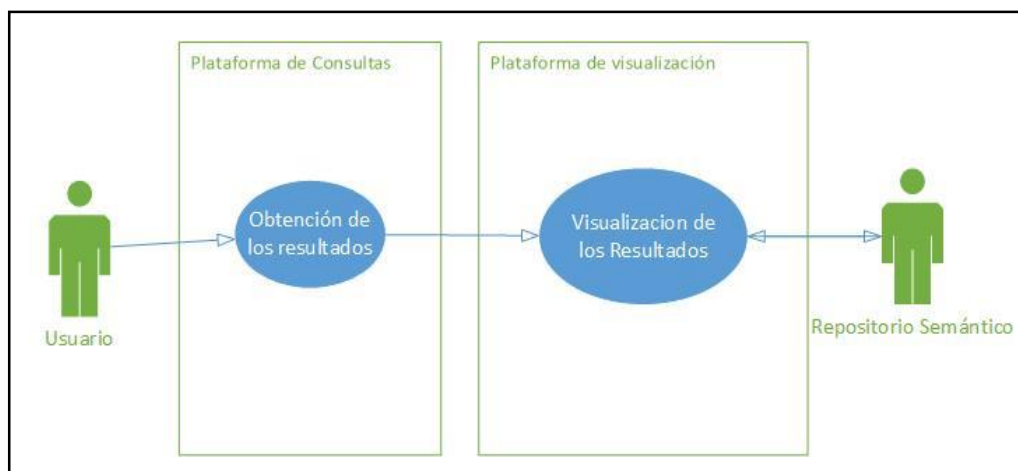 Plataforma de Consultas
Plataforma de visualización
Obtención de
los resultados
Visualizacion de
los Resultados
Usuario
Repositorio Semántico